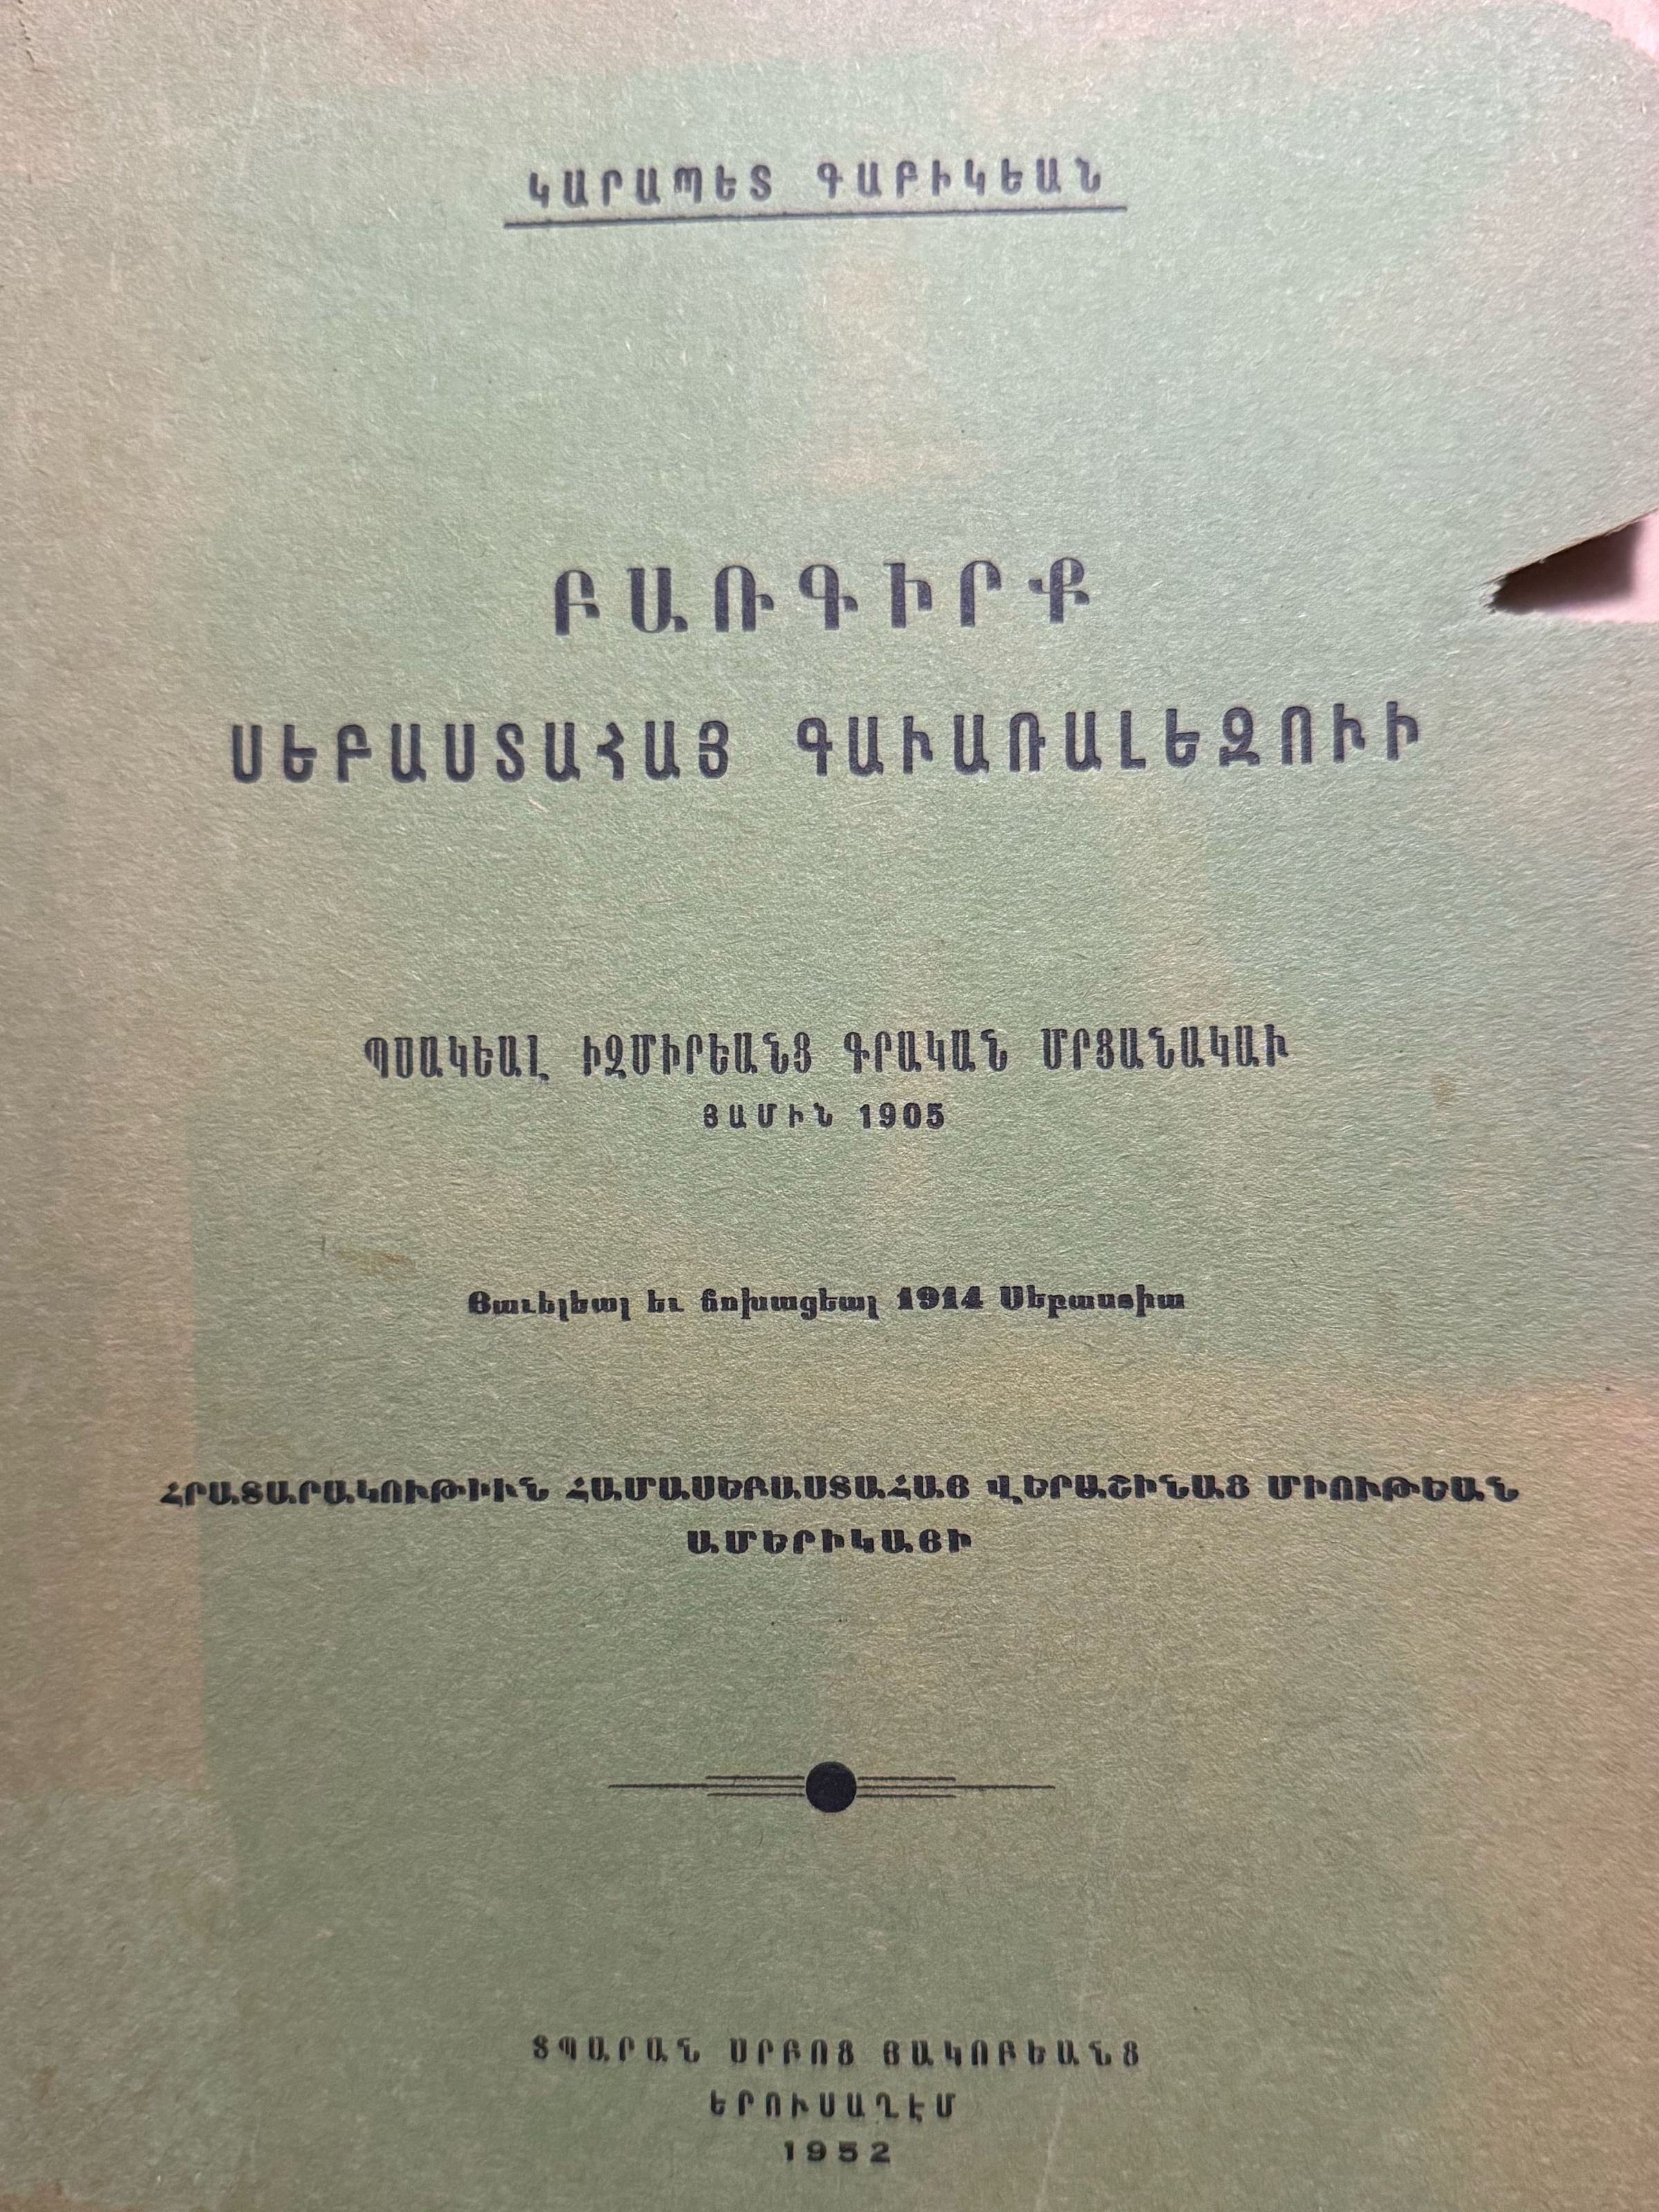 ԿԱՐԱՊԵՏ ԳԱԲԻԿԵԱՆ
ԲԱՌԳԻՐՔ
ՍԵԲԱՍՏԱՀԱՅ ԳԱՒԱՌԱԼԵԶՈՒԻ
ՊՍԱԿԵԱԼ ԻԶՄԻՐԵԱՆՑ ԳՐԱԿԱՆ ՄՐՑԱՆԱԿԱՒ
ՅԱՄԻՆ 1905
Յաւելեալ եւ ճոխացեալ 1914 Սեբաստիա
ՀՐԱՏԱՐԱԿՈՒԹԻՒՆ ՀԱՄԱՍԵԲԱՍՏԱՀԱՅ ՎԵՐԱՇԻՆԱՑ ՄԻՈՒԹԵԱՆ
ԱՄԵՐԻԿԱՅԻ
ՏՊԱՐԱՆ ՍՐԲՈՑ ՅԱԿՈԲԵԱՆՑ
ԵՐՈՒՍԱՂԷՄ
1952